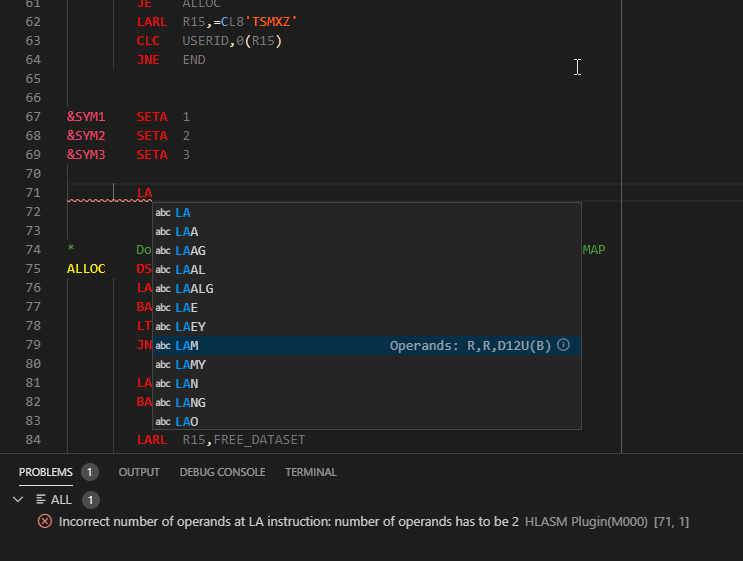 61 JE ALLOC
62 LARL R15,=CL8'TSMXZ'
63 CLC USERID,0(R15)
64 JNE END
65
66
67 &SYM1 SETA 1
68 &SYM2 SETA 2
69 &SYM3 SETA 3
70
71 LA
72 abc LA
73 abc LAA
74 * Do abc LAAG MAP
75 ALLOC DS abc LAAL
76 LA abc LAALG
77 BA abc LAE
78 LT abc LAEY
79 JN abc LAM Operands: R,R,D12U(B)
80 abc LAMY
81 LA abc LAN
82 BA abc LANG
83 abc LAO
84 LARL R15,FREE_DATASET
PROBLEMS 1 OUTPUT DEBUG CONSOLE TERMINAL
ALL 1
Incorrect number of operands at LA instruction: number of operands has to be 2 HLASM Plugin(M000) [71, 1]